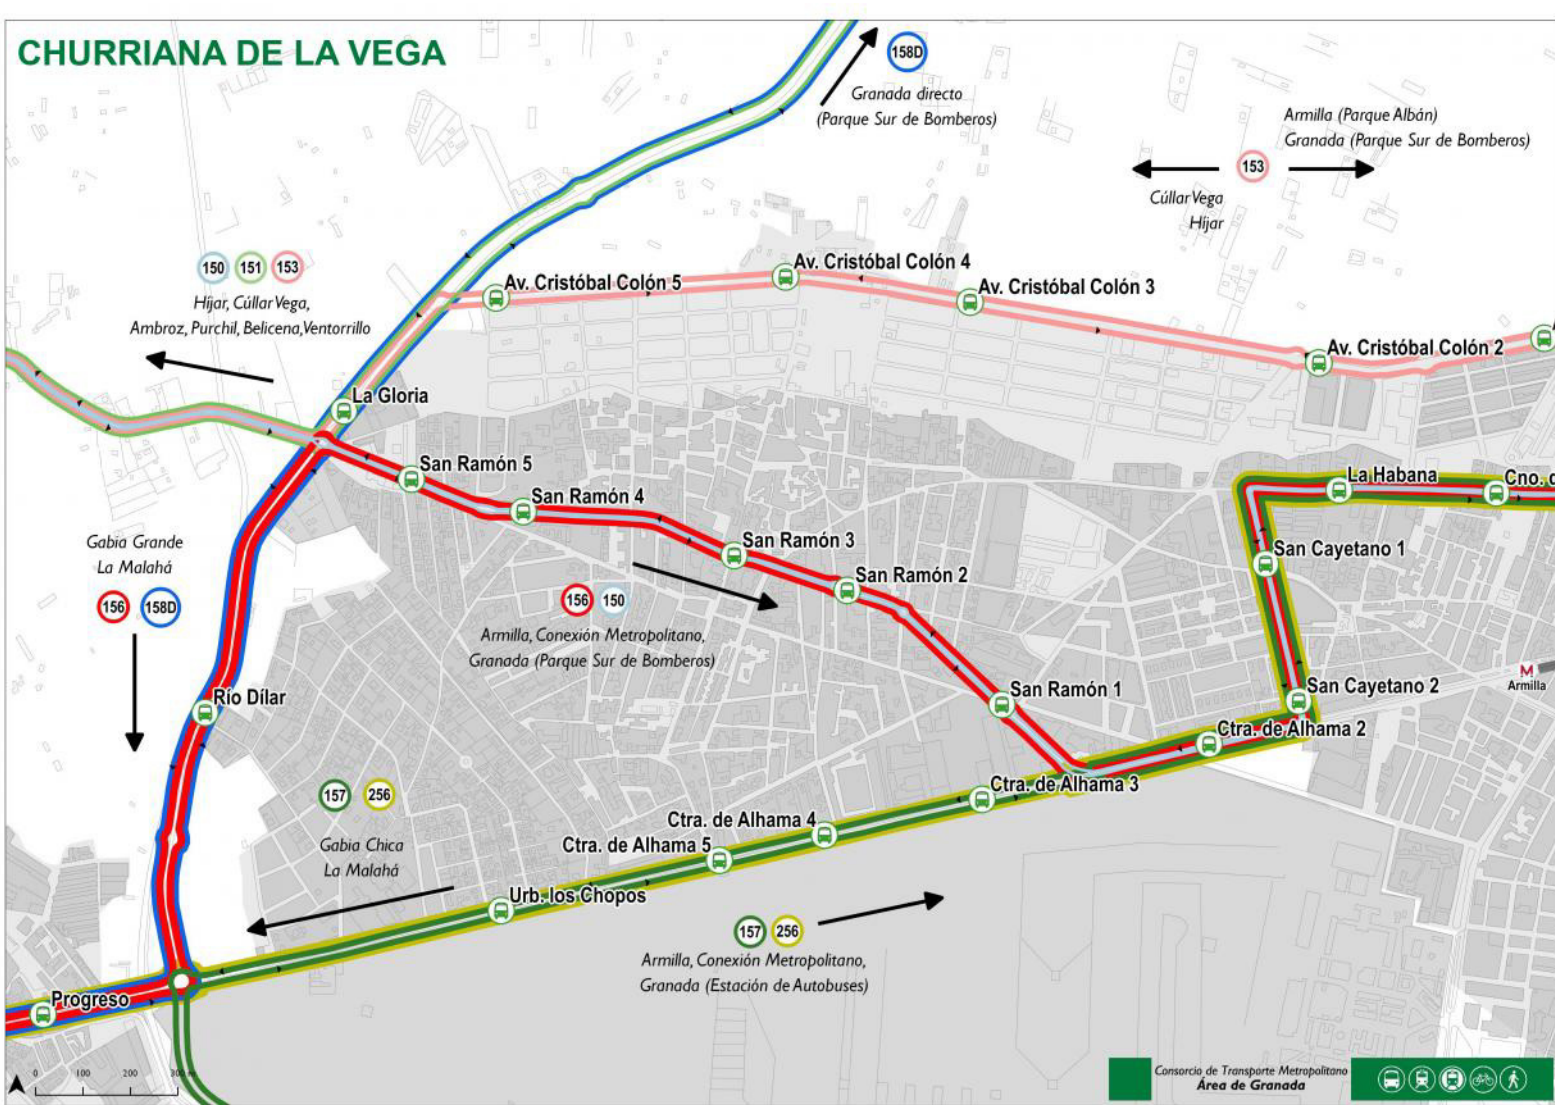 CHURRIANA DE LA VEGA
158D
Granada directo
(Parque Sur de Bomberos)
Armilla (Parque Albán)
Granada (Parque Sur de Bomberos)
153
Cúllar Vega
Híjar
150 151 153
Híjar, Cúllar Vega,
Ambroz, Purchil, Belicena, Ventorrillo
Av. Cristóbal Colón 5
Av. Cristóbal Colón 4
Av. Cristóbal Colón 3
Av. Cristóbal Colón 2
La Gloria
San Ramón 5
San Ramón 4
San Ramón 3
San Ramón 2
San Ramón 1
La Habana
Cno. d
San Cayetano 1
San Cayetano 2
M
Armilla
Gabia Grande
La Malahá
156 158D
156 150
Armilla, Conexión Metropolitano,
Granada (Parque Sur de Bomberos)
Río Dílar
Ctra. de Alhama 2
Ctra. de Alhama 3
Ctra. de Alhama 4
Ctra. de Alhama 5
157 256
Gabia Chica
La Malahá
Urb. los Chopos
157 256
Armilla, Conexión Metropolitano,
Granada (Estación de Autobuses)
Progreso
0 100 200 300 m
Consorcio de Transporte Metropolitano
Área de Granada